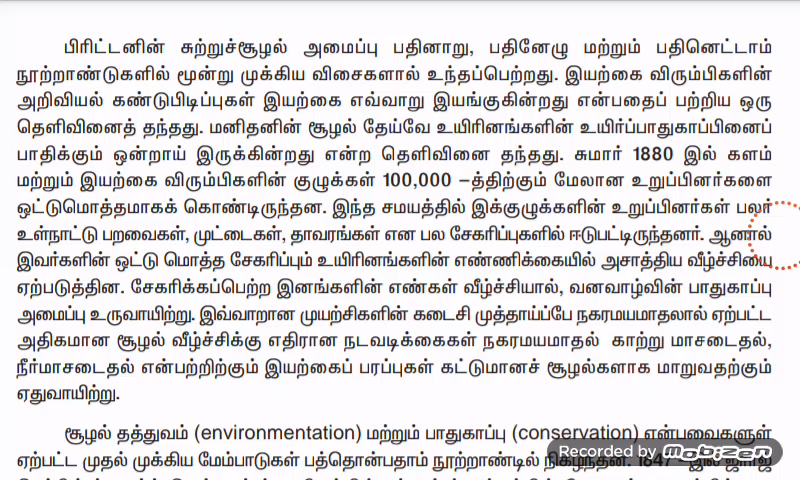 பிரிட்டனின் சுற்றுச்சூழல் அமைப்பு பதினாறு, பதினேழு மற்றும் பதினெட்டாம்
நூற்றாண்டுகளில் மூன்று முக்கிய விசைகளால் உந்தப்பெற்றது. இயற்கை விரும்பிகளின்
அறிவியல் கண்டுபிடிப்புகள் இயற்கை எவ்வாறு இயங்குகின்றது என்பதைப் பற்றிய ஒரு
தெளிவினைத் தந்தது. மனிதனின் சூழல் தேய்வே உயிரினங்களின் உயிர்ப்பாதுகாப்பினைப்
பாதிக்கும் ஒன்றாய் இருக்கின்றது என்ற தெளிவினை தந்தது. சுமார் 1880 இல் களம்
மற்றும் இயற்கை விரும்பிகளின் குழுக்கள் 100,000 –த்திற்கும் மேலான உறுப்பினர்களை
ஒட்டுமொத்தமாகக் கொண்டிருந்தன. இந்த சமயத்தில் இக்குழுக்களின் உறுப்பினர்கள் பலர்
உள்நாட்டு பறவைகள், முட்டைகள், தாவரங்கள் என பல சேகரிப்புகளில் ஈடுபட்டிருந்தனர். ஆனால்
இவர்களின் ஒட்டு மொத்த சேகரிப்பும் உயிரினங்களின் எண்ணிக்கையில் அசாத்திய வீழ்ச்சியை
ஏற்படுத்தின. சேகரிக்கப்பெற்ற இனங்களின் எண்கள் வீழ்ச்சியால், வனவாழ்வின் பாதுகாப்பு
அமைப்பு உருவாயிற்று. இவ்வாறான முயற்சிகளின் கடைசி முத்தாய்ப்பே நகரமயமாதலால் ஏற்பட்ட
அதிகமான சூழல் வீழ்ச்சிக்கு எதிரான நடவடிக்கைகள் நகரமயமாதல் காற்று மாசடைதல்,
நீர்மாசடைதல் என்பற்றிற்கும் இயற்கைப் பரப்புகள் கட்டுமானச் சூழல்களாக மாறுவதற்கும்
ஏதுவாயிற்று.
சூழல் தத்துவம் (environmentation) மற்றும் பாதுகாப்பு (conservation) என்பவைகளுள்
ஏற்பட்ட முதல் முக்கிய மேம்பாடுகள் பத்தொன்பதாம் நூற்றாண்டில் நிகழ்ந்தன. 1847 இல் ஜார்ஜ்
Recorded by mobizen